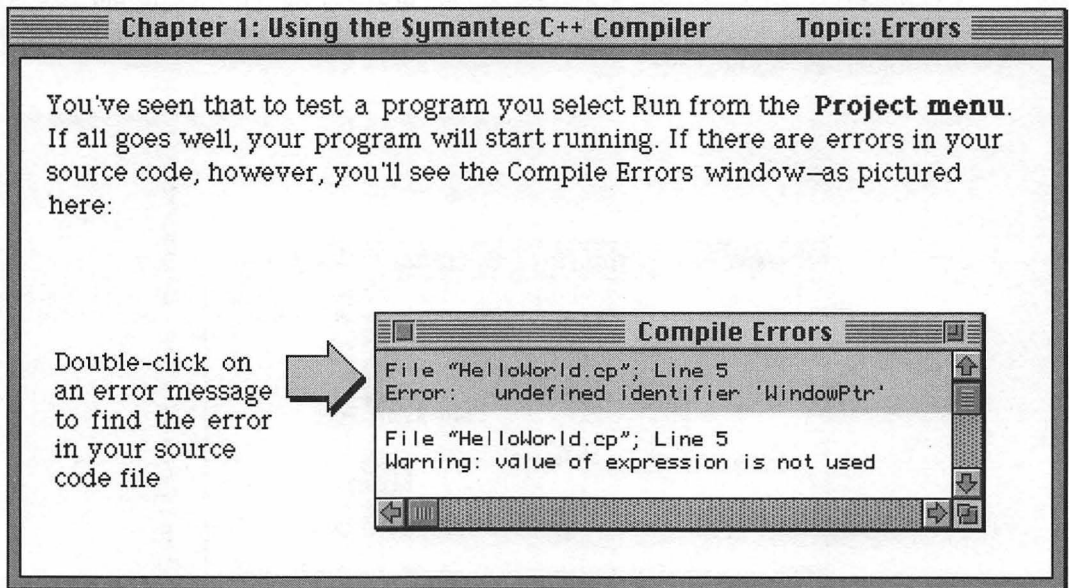 Chapter 1: Using the Symantec C++ Compiler Topic: Errors
You've seen that to test a program you select Run from the Project menu.
If all goes well, your program will start running. If there are errors in your
source code, however, you'll see the Compile Errors window—as pictured
here:
Double-click on
an error message
to find the error
in your source
code file
Compile Errors
File "HelloWorld.cp"; Line 5
Error: undefined identifier 'WindowPtr'
File "HelloWorld.cp"; Line 5
Warning: value of expression is not used